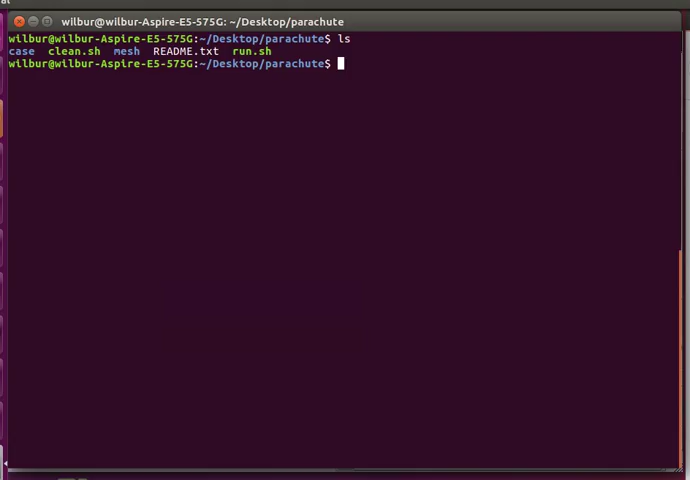 wilbur@wilbur-Aspire-E5-575G: ~/Desktop/parachute
wilbur@wilbur-Aspire-E5-575G:~/Desktop/parachute$ ls
case clean.sh mesh README.txt run.sh
wilbur@wilbur-Aspire-E5-575G:~/Desktop/parachute$